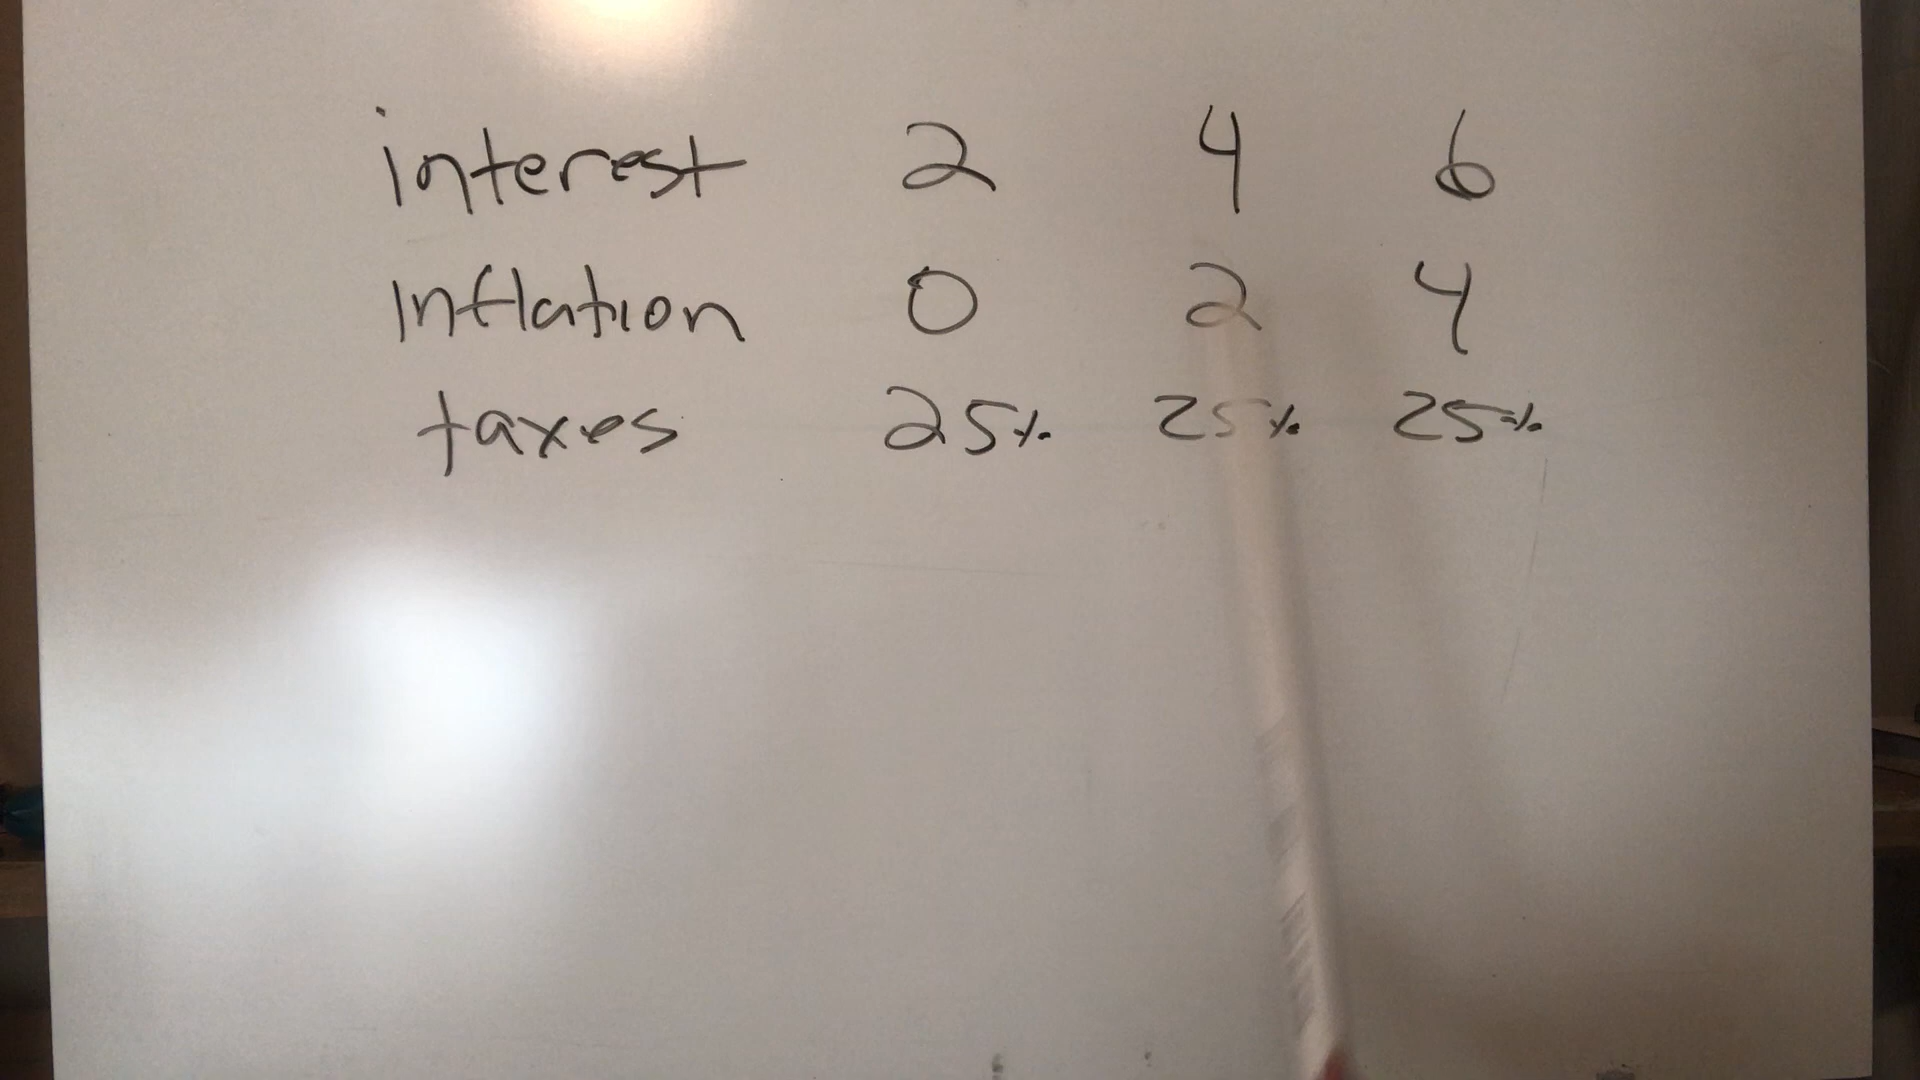 interest 2 4 6
Inflation 0 2 4
taxes 25% 25% 25%